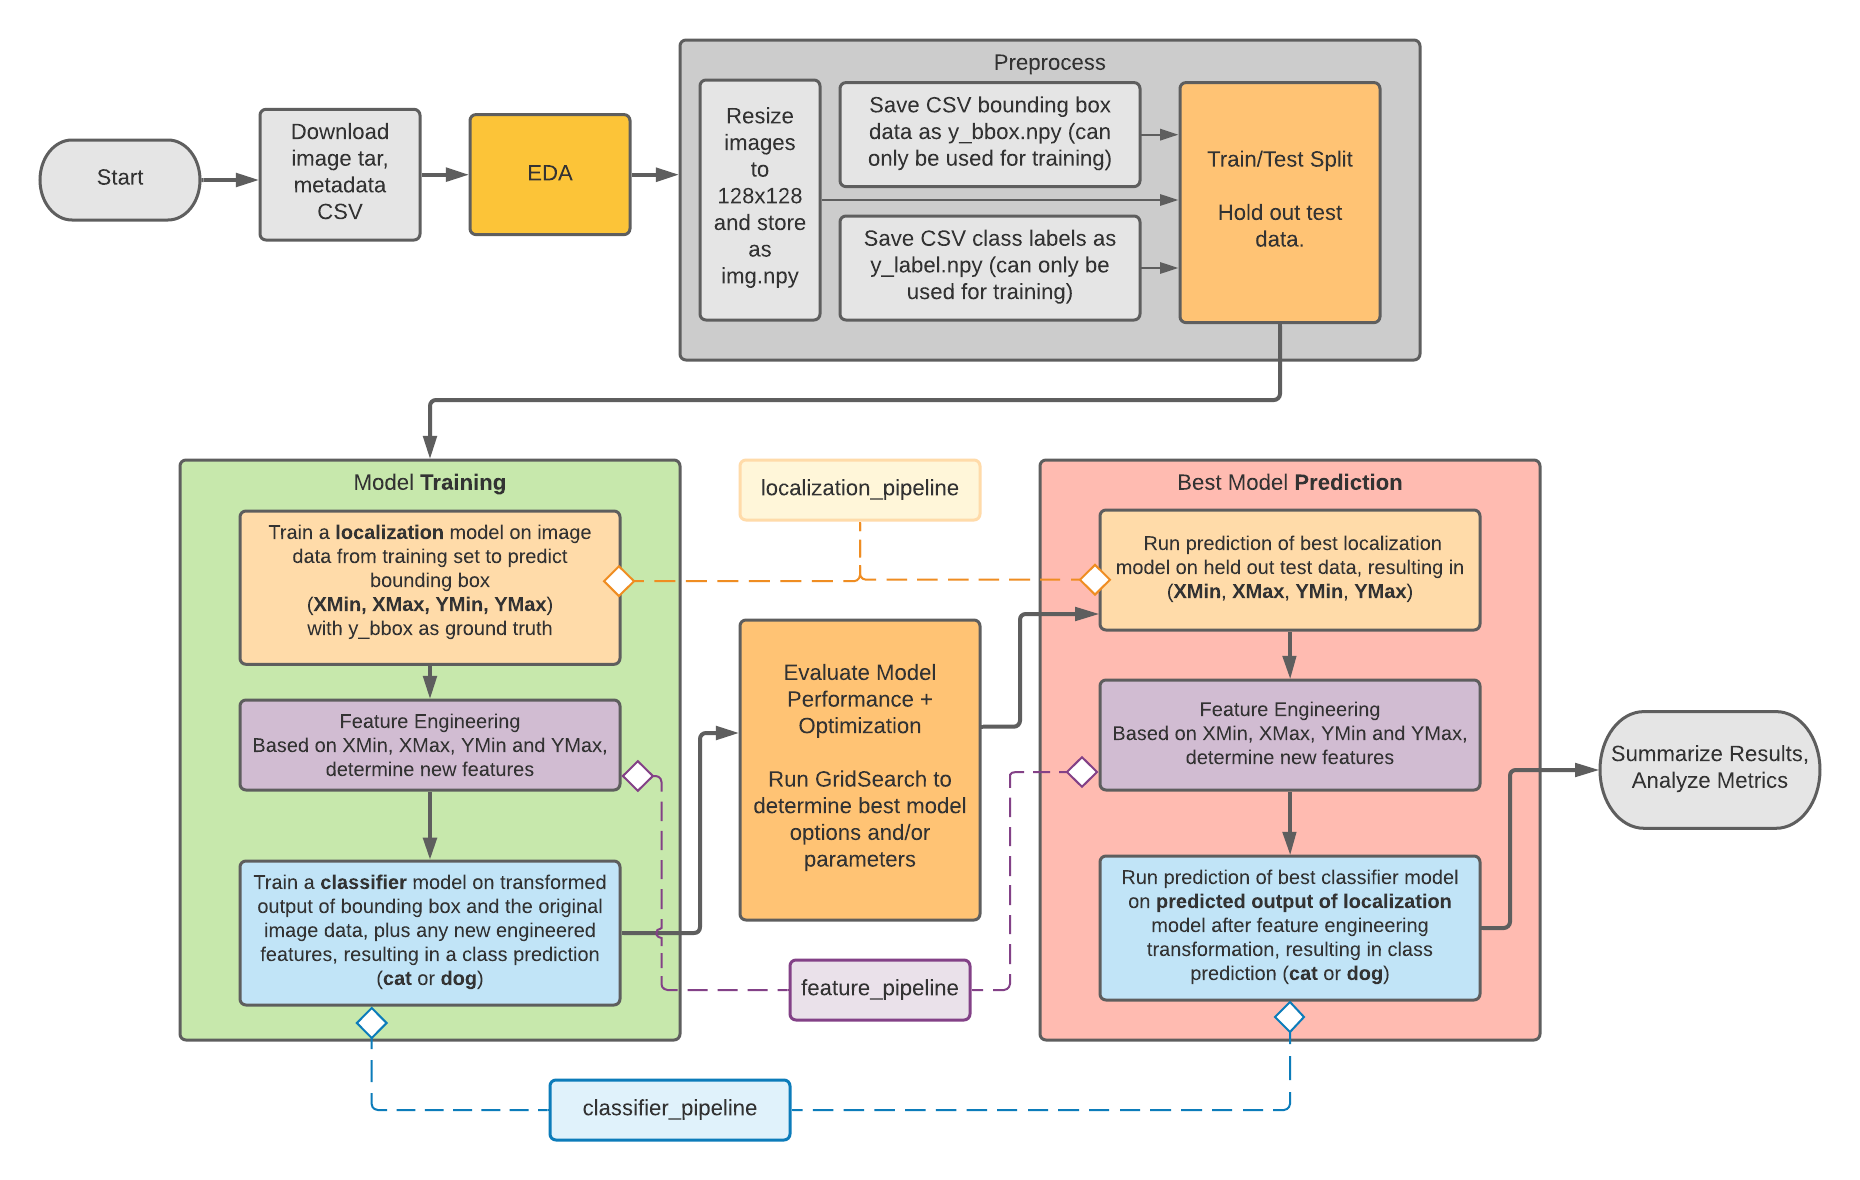 Start
Download
image tar,
metadata
CSV
EDA
Preprocess
Resize
images
to
128x128
and store
as
img.npy
Save CSV bounding box
data as y_bbox.npy (can
only be used for training)
Save CSV class labels as
y_label.npy (can only be
used for training)
Train/Test Split
Hold out test
data.
Model Training
Train a localization model on image
data from training set to predict
bounding box
(XMin, XMax, YMin, YMax)
with y_bbox as ground truth
Feature Engineering
Based on XMin, XMax, YMin and YMax,
determine new features
Train a classifier model on transformed
output of bounding box and the original
image data, plus any new engineered
features, resulting in a class prediction
(cat or dog)
localization_pipeline
Evaluate Model
Performance +
Optimization
Run GridSearch to
determine best model
options and/or
parameters
feature_pipeline
classifier_pipeline
Best Model Prediction
Run prediction of best localization
model on held out test data, resulting in
(XMin, XMax, YMin, YMax)
Feature Engineering
Based on XMin, XMax, YMin and YMax,
determine new features
Run prediction of best classifier model
on predicted output of localization
model after feature engineering
transformation, resulting in class
prediction (cat or dog)
Summarize Results,
Analyze Metrics